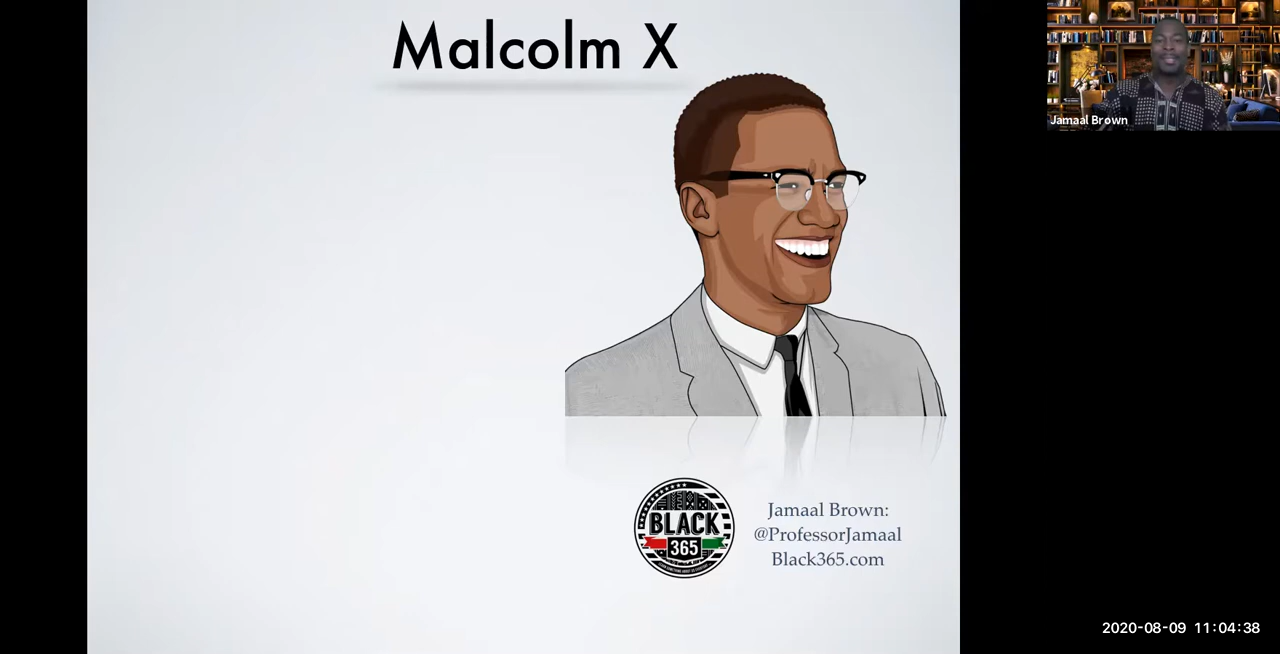 Malcolm X
Jamaal Brown
BLACK
365
Jamaal Brown:
@ProfessorJamaal
Black365.com
2020-08-09 11:04:38